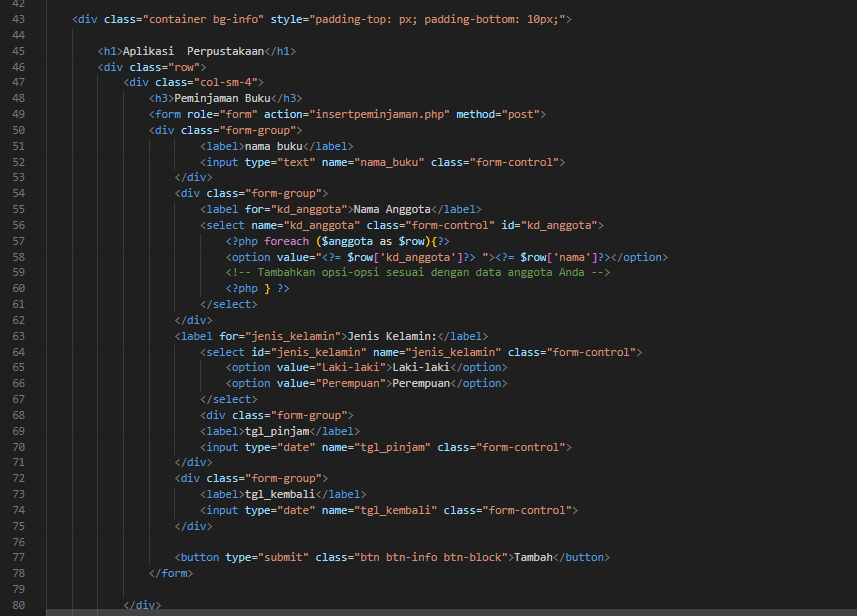 42
43 <div class="container bg-info" style="padding-top: px; padding-bottom: 10px;">
44
45 <h1>Aplikasi  Perpustakaan</h1>
46 <div class="row">
47 <div class="col-sm-4">
48 <h3>Peminjaman Buku</h3>
49 <form role="form" action="insertpeminjaman.php" method="post">
50 <div class="form-group">
51 <label>nama buku</label>
52 <input type="text" name="nama_buku" class="form-control">
53 </div>
54 <div class="form-group">
55 <label for="kd_anggota">Nama Anggota</label>
56 <select name="kd_anggota" class="form-control" id="kd_anggota">
57 <?php foreach ($anggota as $row){?>
58 <option value="<?= $row['kd_anggota']?> "><?= $row['nama']?></option>
59 <!-- Tambahkan opsi-opsi sesuai dengan data anggota Anda -->
60 <?php } ?>
61 </select>
62 </div>
63 <label for="jenis_kelamin">Jenis Kelamin:</label>
64 <select id="jenis_kelamin" name="jenis_kelamin" class="form-control">
65 <option value="Laki-laki">Laki-laki</option>
66 <option value="Perempuan">Perempuan</option>
67 </select>
68 <div class="form-group">
69 <label>tgl_pinjam</label>
70 <input type="date" name="tgl_pinjam" class="form-control">
71 </div>
72 <div class="form-group">
73 <label>tgl_kembali</label>
74 <input type="date" name="tgl_kembali" class="form-control">
75 </div>
76
77 <button type="submit" class="btn btn-info btn-block">Tambah</button>
78 </form>
79
80 </div>